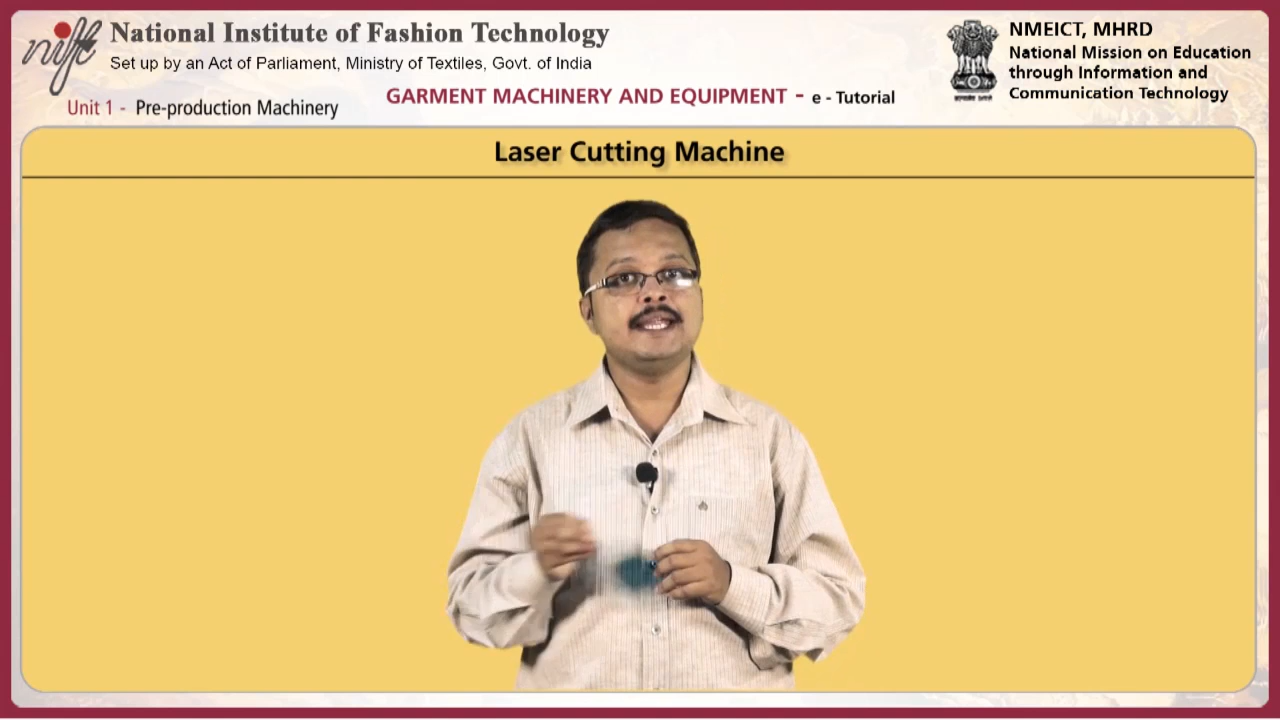 nift
National Institute of Fashion Technology
Set up by an Act of Parliament, Ministry of Textiles, Govt. of India
Unit 1 - Pre-production Machinery
GARMENT MACHINERY AND EQUIPMENT - e - Tutorial
NMEICT, MHRD
National Mission on Education
through Information and
Communication Technology
Laser Cutting Machine